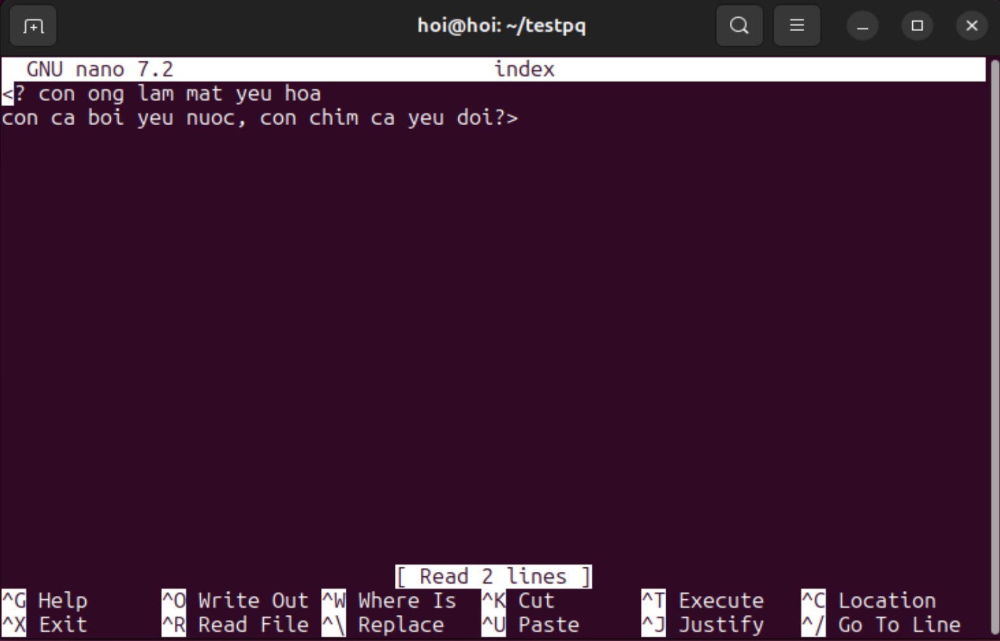 hoi@hoi: ~/testpq
GNU nano 7.2 index
<? con ong lam mat yeu hoa
con ca boi yeu nuoc, con chim ca yeu doi?>
[ Read 2 lines ]
^G Help ^O Write Out ^W Where Is ^K Cut ^T Execute ^C Location
^X Exit ^R Read File ^\ Replace ^U Paste ^J Justify ^/ Go To Line